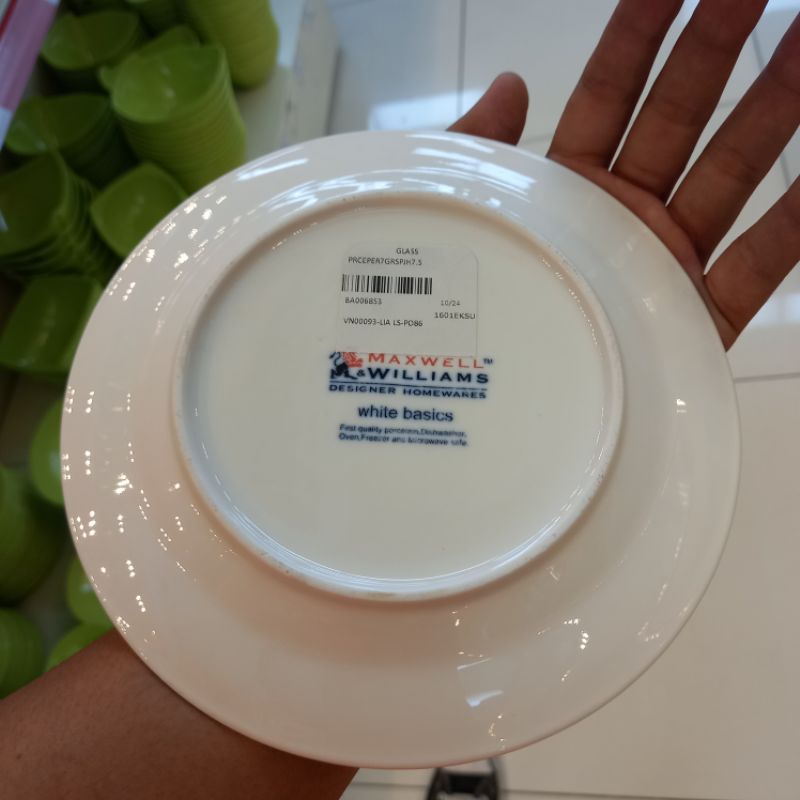 GLASS
PRCEPER7GRSPJH7.5
BA006853 10/24
1601EKSU
VN00093-LIA LS-PO86
MAXWELL™
& WILLIAMS
DESIGNER HOMEWARES
white basics
First quality porcelain,Dishwasher,
Oven,Freezer and Microwave safe.